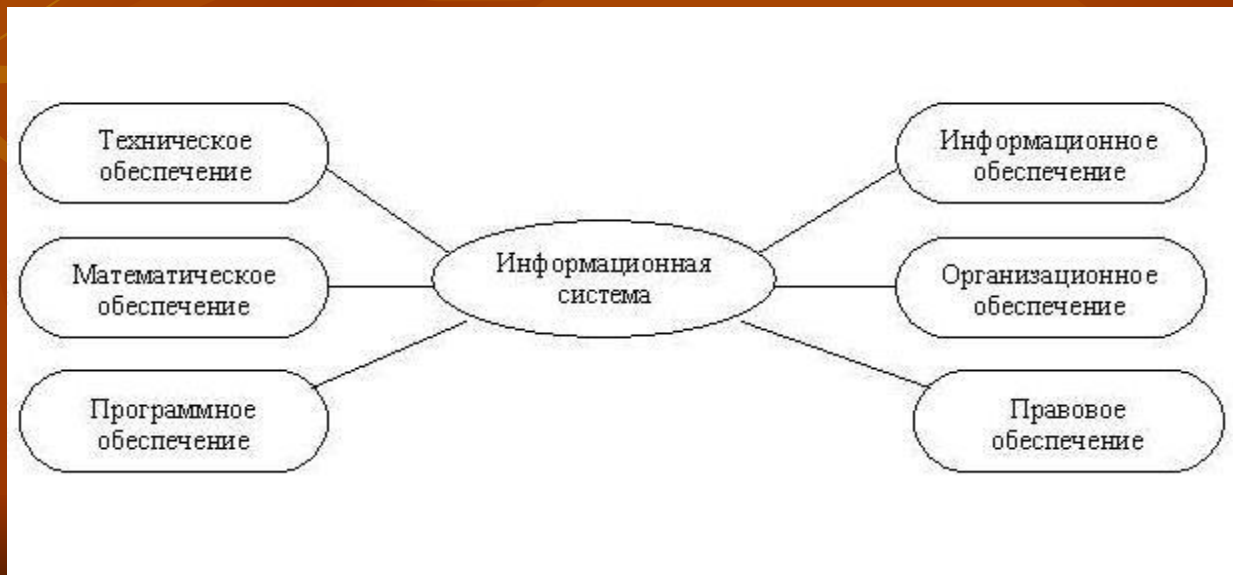 Техническое
обеспечение
Математическое
обеспечение
Программное
обеспечение
Информационная
система
Информационное
обеспечение
Организационное
обеспечение
Правовое
обеспечение